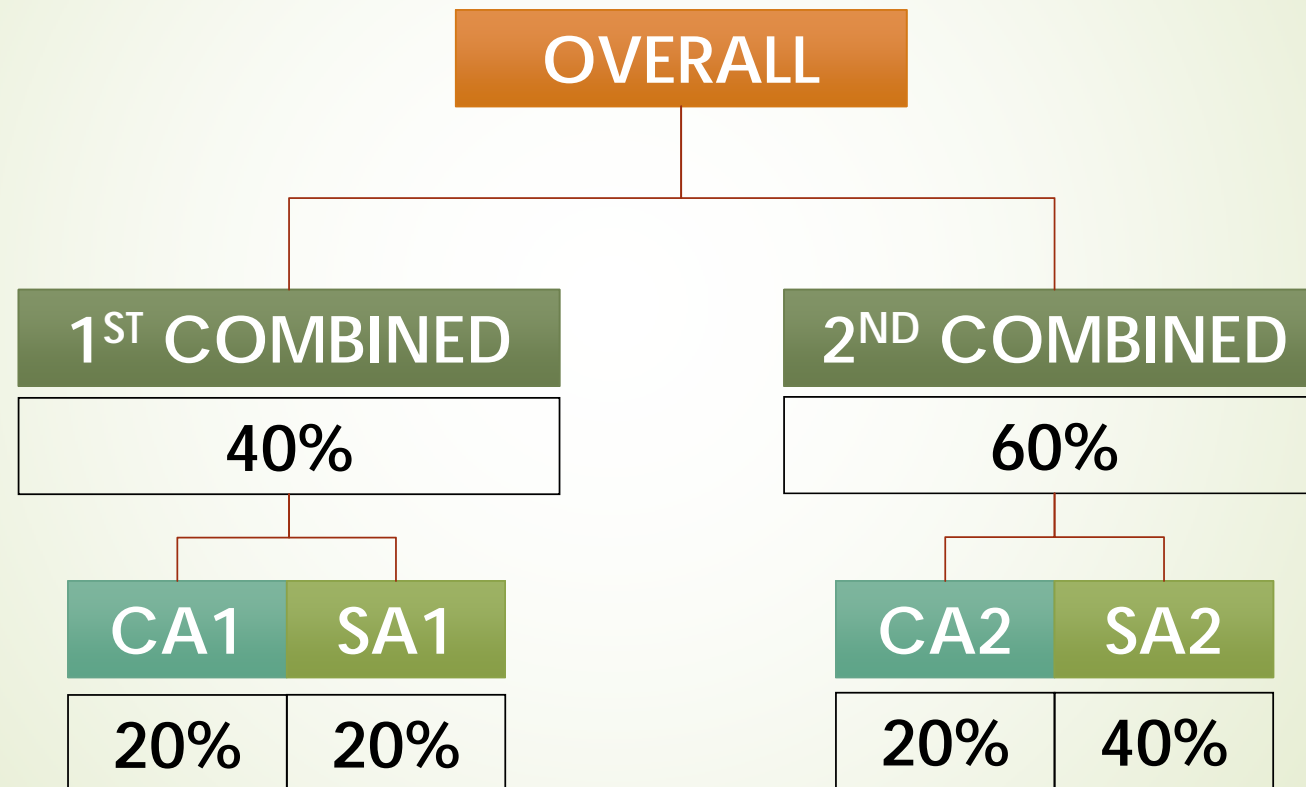 OVERALL
1ST COMBINED
2ND COMBINED
40%
60%
CA1 SA1
CA2 SA2
20% 20%
20% 40%